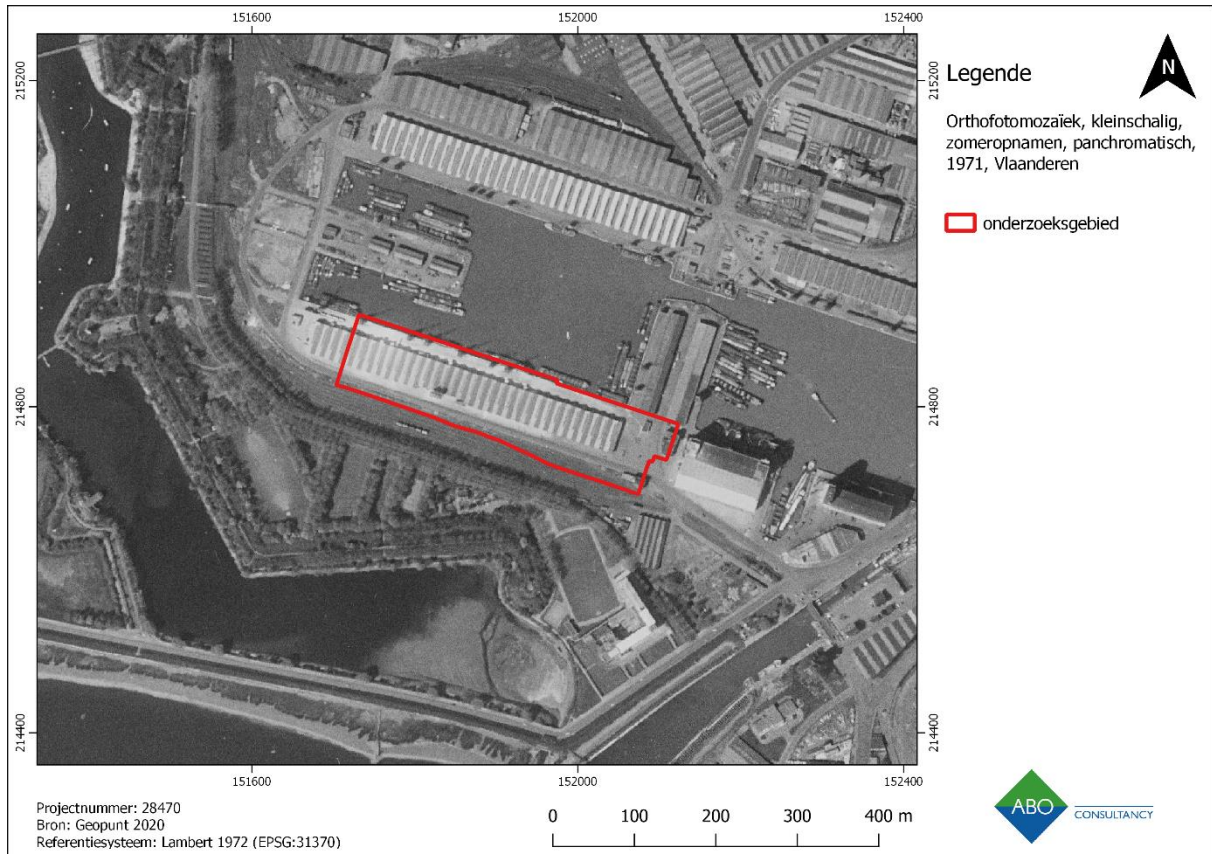 151600
152000
152400
215200
215200
214800
214800
214400
214400
151600
152000
152400
N
Legende
Orthofotomozaïek, kleinschalig,
zomeropnamen, panchromatisch,
1971, Vlaanderen
onderzoeksgebied
Projectnummer: 28470
Bron: Geopunt 2020
Referentiesysteem: Lambert 1972 (EPSG:31370)
0 100 200 300 400 m
ABO CONSULTANCY